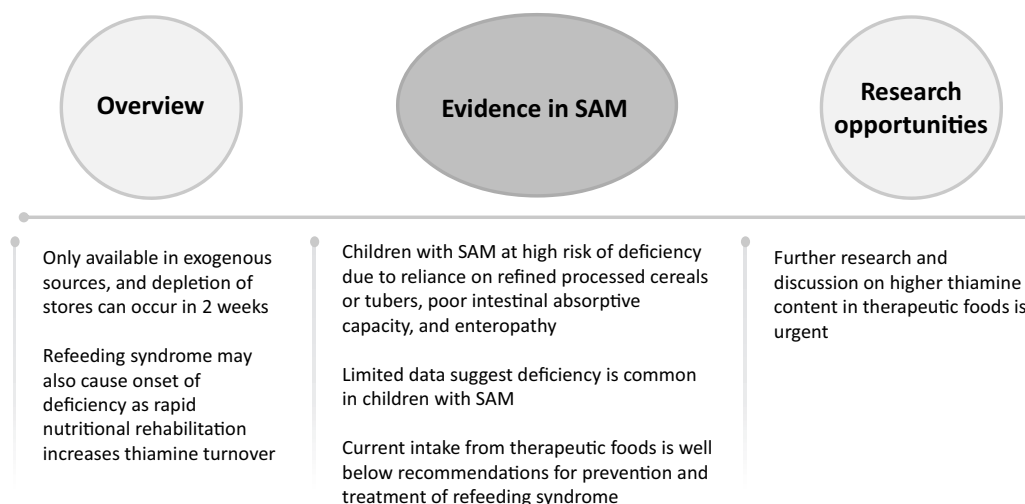 Overview
Evidence in SAM
Research
opportunities
Only available in exogenous
sources, and depletion of
stores can occur in 2 weeks
Refeeding syndrome may
also cause onset of
deficiency as rapid
nutritional rehabilitation
increases thiamine turnover
Children with SAM at high risk of deficiency
due to reliance on refined processed cereals
or tubers, poor intestinal absorptive
capacity, and enteropathy
Limited data suggest deficiency is common
in children with SAM
Current intake from therapeutic foods is well
below recommendations for prevention and
treatment of refeeding syndrome
Further research and
discussion on higher thiamine
content in therapeutic foods is
urgent